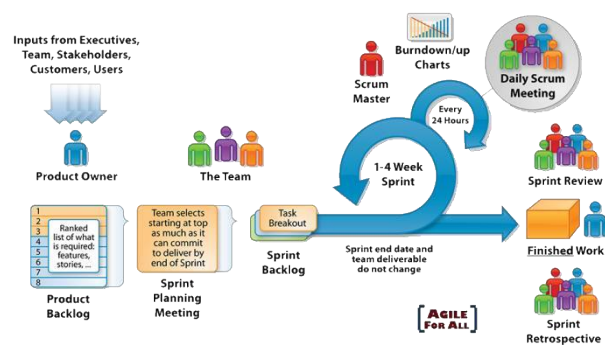 Inputs from Executives,
Team, Stakeholders,
Customers, Users
Product Owner
The Team
1
2
3
4
5
6
7
8
Ranked
list of what
is required:
features,
stories, ...
Product
Backlog
Team selects
starting at top
as much as it
can commit
to deliver by
end of Sprint
Sprint
Planning
Meeting
Task
Breakout
Sprint
Backlog
Scrum
Master
Burndown/up
Charts
Every
24 Hours
Daily Scrum
Meeting
1-4 Week
Sprint
Sprint end date and
team deliverable
do not change
Sprint Review
Finished Work
Sprint
Retrospective
AGILE
FOR ALL